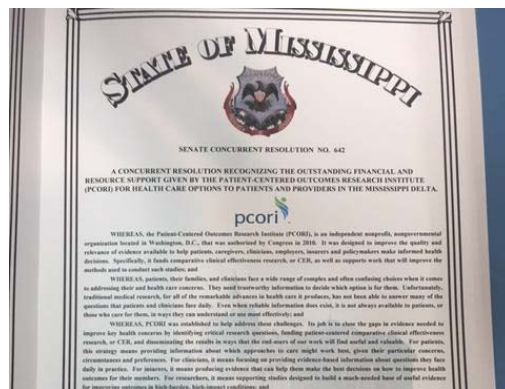 STATE OF MISSISSIPPI
SENATE CONCURRENT RESOLUTION NO. 642
A CONCURRENT RESOLUTION RECOGNIZING THE OUTSTANDING FINANCIAL AND
RESOURCE SUPPORT GIVEN BY THE PATIENT-CENTERED OUTCOMES RESEARCH INSTITUTE
(PCORI) FOR HEALTH CARE OPTIONS TO PATIENTS AND PROVIDERS IN THE MISSISSIPPI DELTA.
pcori
WHEREAS, the Patient-Centered Outcomes Research Institute (PCORI), is an independent nonprofit, nongovernmental
organization located in Washington, D.C., that was authorized by Congress in 2010. It was designed to improve the quality and
relevance of evidence available to help patients, caregivers, clinicians, employers, insurers and policymakers make informed health
decisions. Specifically, it funds comparative clinical effectiveness research, or CER, as well as supports work that will improve the
methods used to conduct such studies; and
WHEREAS, patients, their families, and clinicians face a wide range of complex and often confusing choices when it comes
to addressing their and health care concerns. They need trustworthy information to decide which option is for them. Unfortunately,
traditional medical research, for all of the remarkable advances in health care it produces, has not been able to answer many of the
questions that patients and clinicians face daily. Even when reliable information does exist, it is not always available to patients, or
those who care for them, in ways they can understand or use most effectively; and
WHEREAS, PCORI was established to help address these challenges. Its job is to close the gaps in evidence needed to
improve key health concerns by identifying critical research questions, funding patient-centered comparative clinical effectiveness
research, or CER, and disseminating the results in ways that the end-users of our work will find useful and valuable. For patients,
this strategy means providing information about which approaches to care might work best, given their particular concerns,
circumstances and preferences. For clinicians, it means focusing on providing evidence-based information about questions they face
daily in practice. For insurers, it means producing evidence that can help them make the best decisions on how to improve health
outcomes for their members. For researchers, it means supporting studies designed to build a much-needed base of useful evidence
for improving outcomes in high-burden, high-impact conditions; and